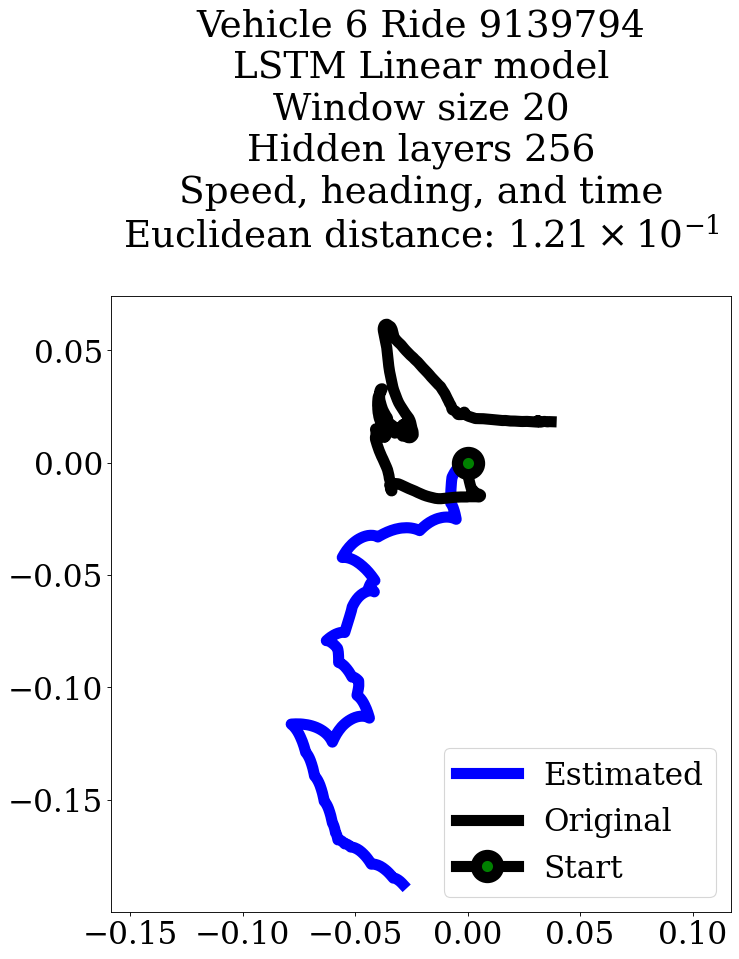 Vehicle 6 Ride 9139794
LSTM Linear model
Window size 20
Hidden layers 256
Speed, heading, and time
Euclidean distance: 1.21 × 10⁻¹
0.05
0.00
−0.05
−0.10
−0.15
Estimated
Original
Start
−0.15 −0.10 −0.05 0.00 0.05 0.10